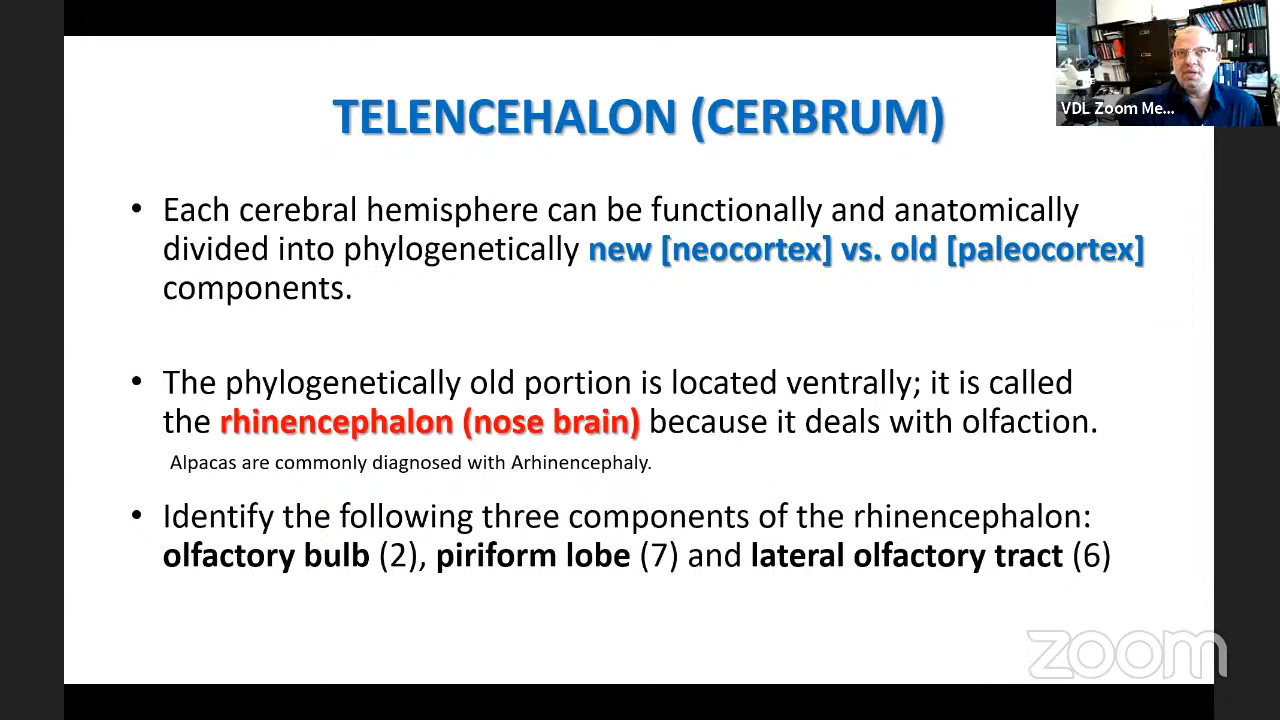 TELENCEHALON (CERBRUM)
VDL Zoom Me...
• Each cerebral hemisphere can be functionally and anatomically
divided into phylogenetically new [neocortex] vs. old [paleocortex]
components.
• The phylogenetically old portion is located ventrally; it is called
the rhinencephalon (nose brain) because it deals with olfaction.
Alpacas are commonly diagnosed with Arhinencephaly.
• Identify the following three components of the rhinencephalon:
olfactory bulb (2), piriform lobe (7) and lateral olfactory tract (6)
zoom